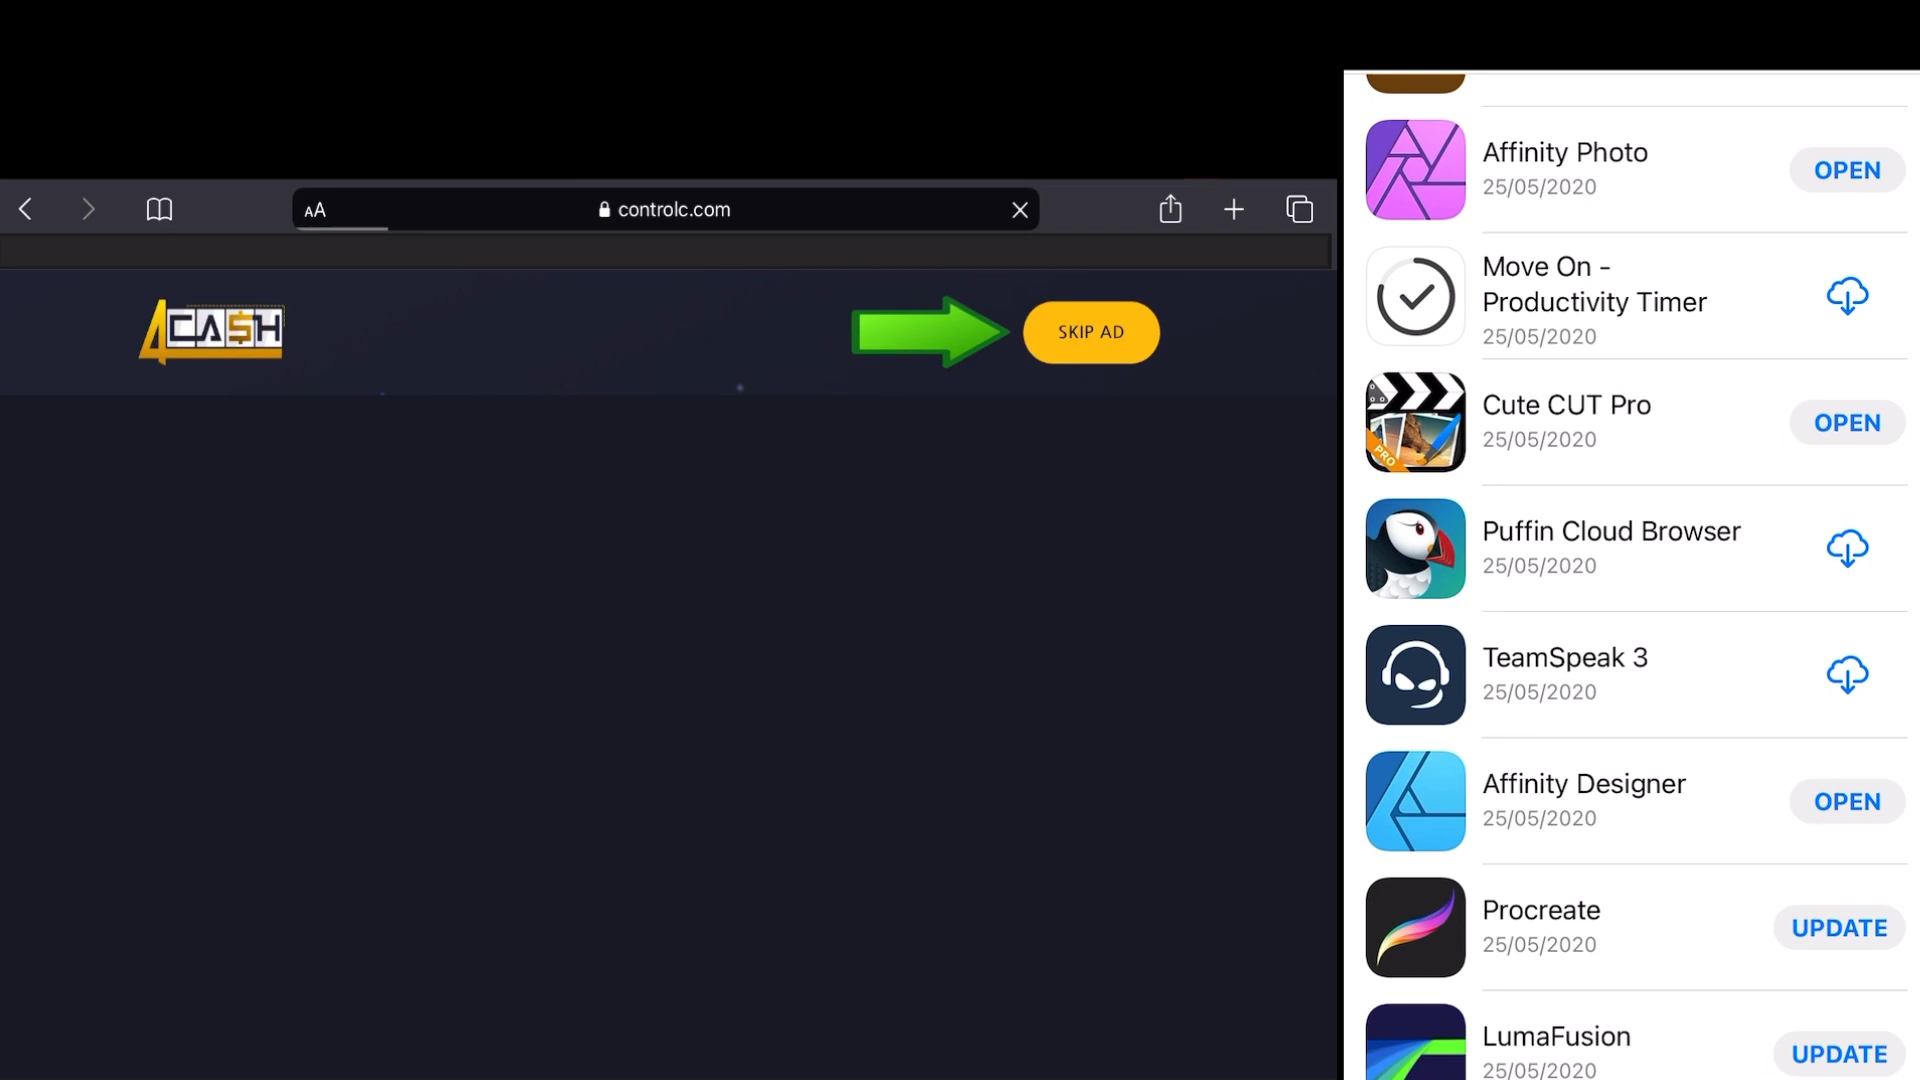 AA
controlc.com
4CA$H
SKIP AD
Affinity Photo
25/05/2020
OPEN
Move On -
Productivity Timer
25/05/2020
Cute CUT Pro
25/05/2020
OPEN
PRO
Puffin Cloud Browser
25/05/2020
TeamSpeak 3
25/05/2020
Affinity Designer
25/05/2020
OPEN
Procreate
25/05/2020
UPDATE
LumaFusion
25/05/2020
UPDATE